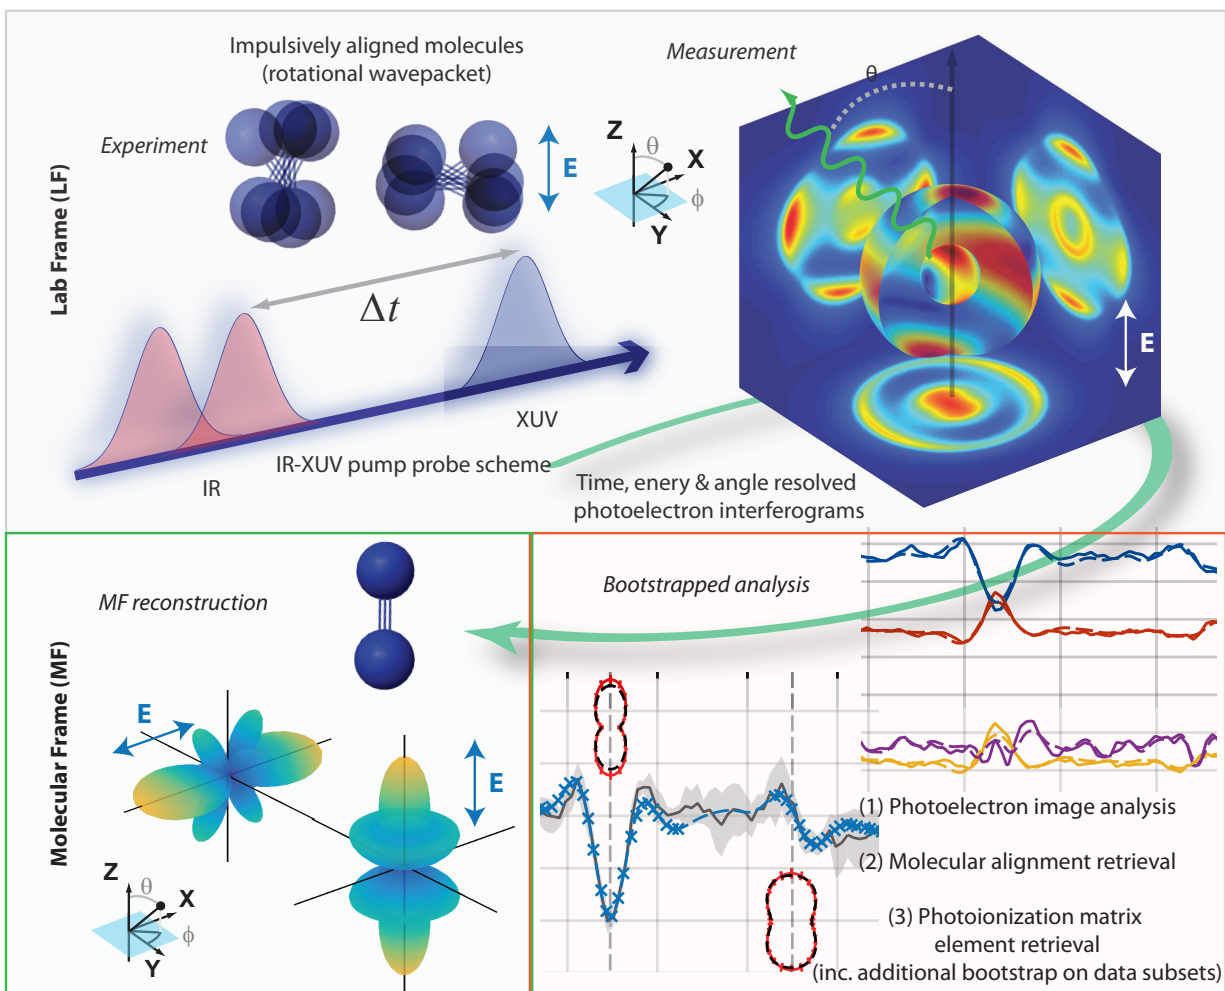 Impulsively aligned molecules
(rotational wavepacket)
Measurement
θ
Experiment
E
Z
θ
X
ϕ
Y
Lab Frame (LF)
Δt
E
XUV
IR-XUV pump probe scheme
IR
Time, enery & angle resolved
photoelectron interferograms
MF reconstruction
Bootstrapped analysis
Molecular Frame (MF)
E
E
Z
θ
X
ϕ
Y
(1) Photoelectron image analysis
(2) Molecular alignment retrieval
(3) Photoionization matrix
element retrieval
(inc. additional bootstrap on data subsets)